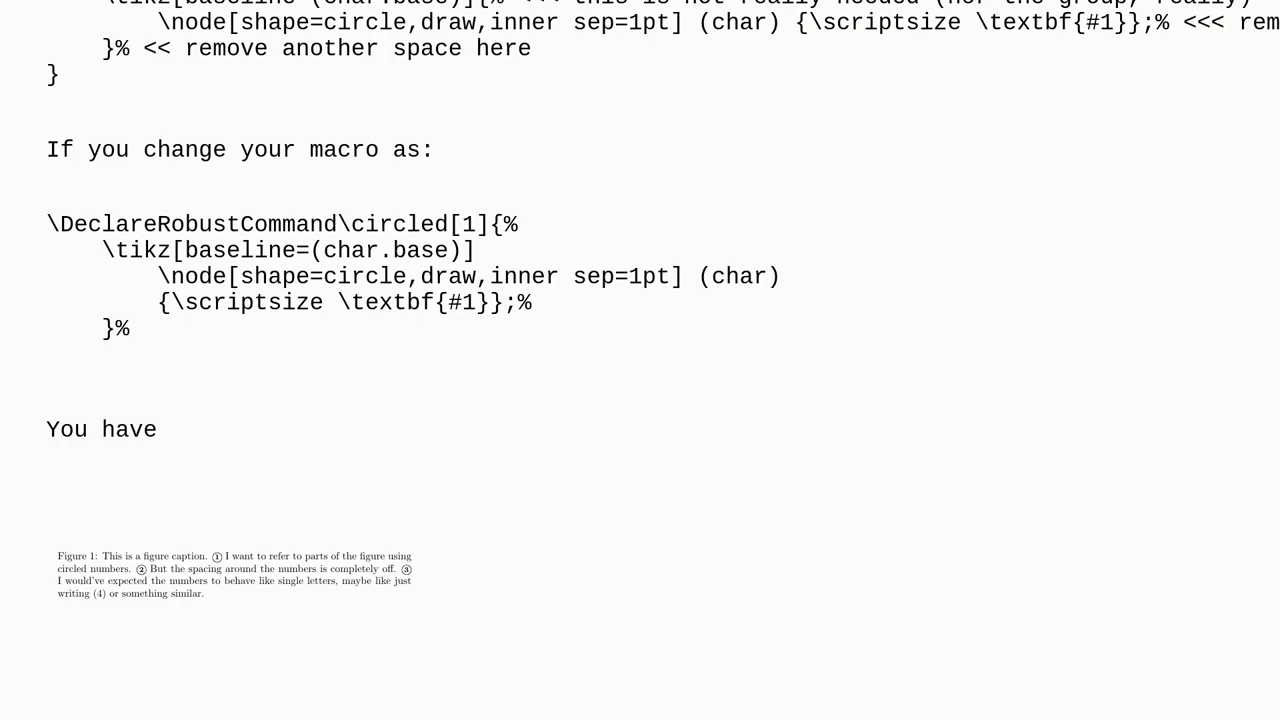 \node[shape=circle,draw,inner sep=1pt] (char) {\scriptsize \textbf{#1}};% <<< rem
}% << remove another space here
}
If you change your macro as:
\DeclareRobustCommand\circled[1]{%
\tikz[baseline=(char.base)]
\node[shape=circle,draw,inner sep=1pt] (char)
{\scriptsize \textbf{#1}};%
}%
You have
Figure 1: This is a figure caption. ① I want to refer to parts of the figure using
circled numbers. ② But the spacing around the numbers is completely off. ③
I would've expected the numbers to behave like single letters, maybe like just
writing (4) or something similar.